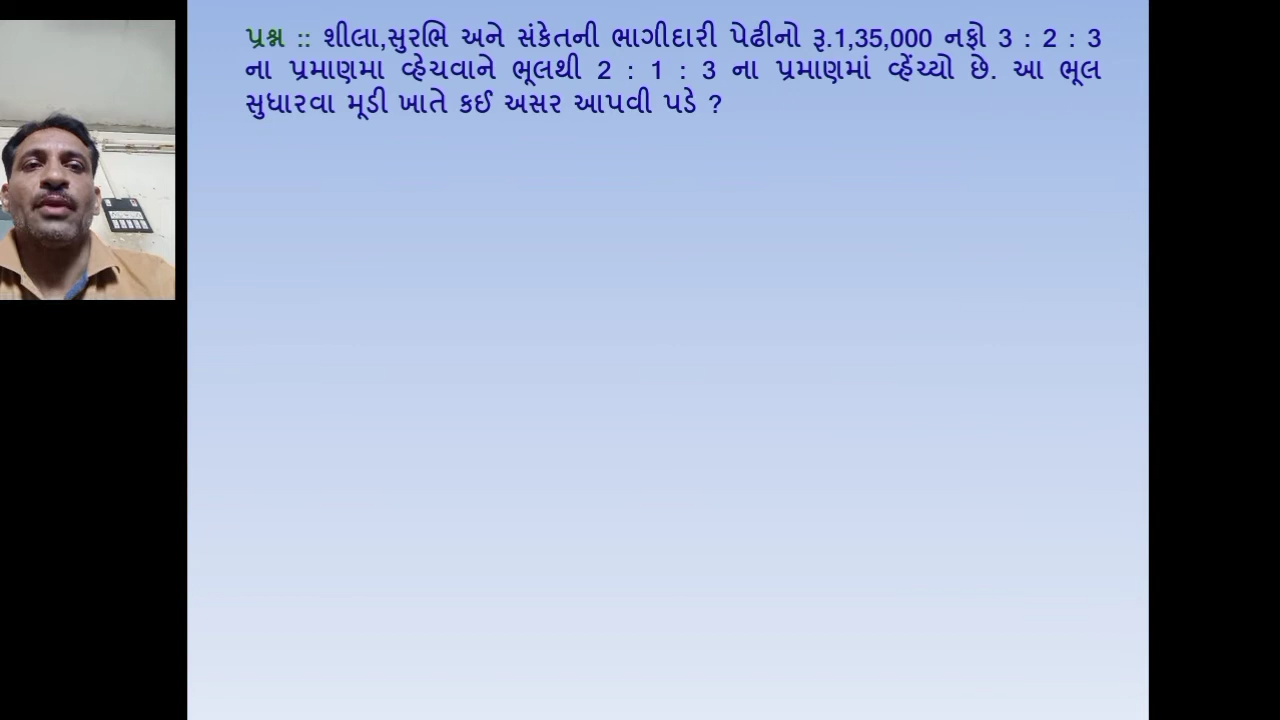 પ્રશ્ન :: શીલા,સુરભિ અને સંકેતની ભાગીદારી પેઢીનો રૂ.1,35,000 નફો 3 : 2 : 3
ના પ્રમાણમા વ્હેચવાને ભૂલથી 2 : 1 : 3 ના પ્રમાણમાં વ્હેંચ્યો છે. આ ભૂલ
સુધારવા મૂડી ખાતે કઈ અસર આપવી પડે ?